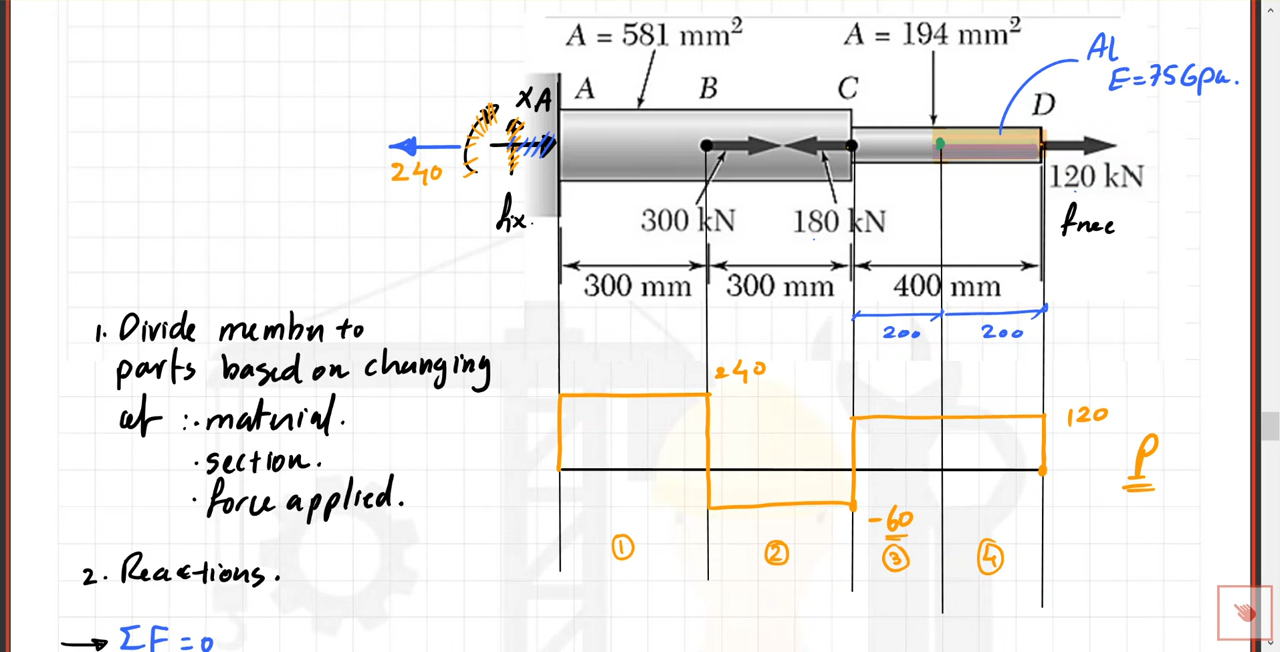 A = 581 mm²
A = 194 mm²
AL
E=75Gpa.
xA
A
B
C
D
240
fix.
300 kN
180 kN
120 kN
free
300 mm
300 mm
400 mm
200
200
1. Divide member to
parts based on changing
at : . material.
. section.
. force applied.
240
120
P
-60
①
②
③
④
2. Reactions.
→ ΣF = 0